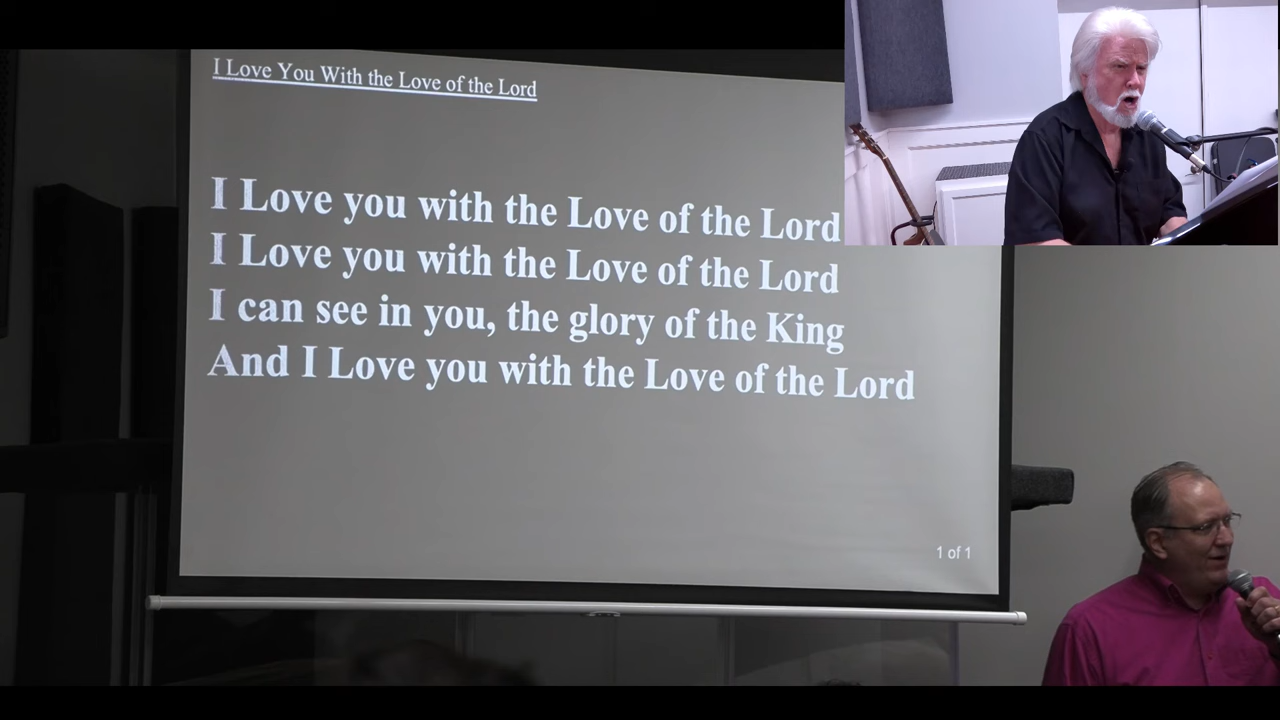 I Love You With the Love of the Lord
I Love you with the Love of the Lord
I Love you with the Love of the Lord
I can see in you, the glory of the King
And I Love you with the Love of the Lord
1 of 1